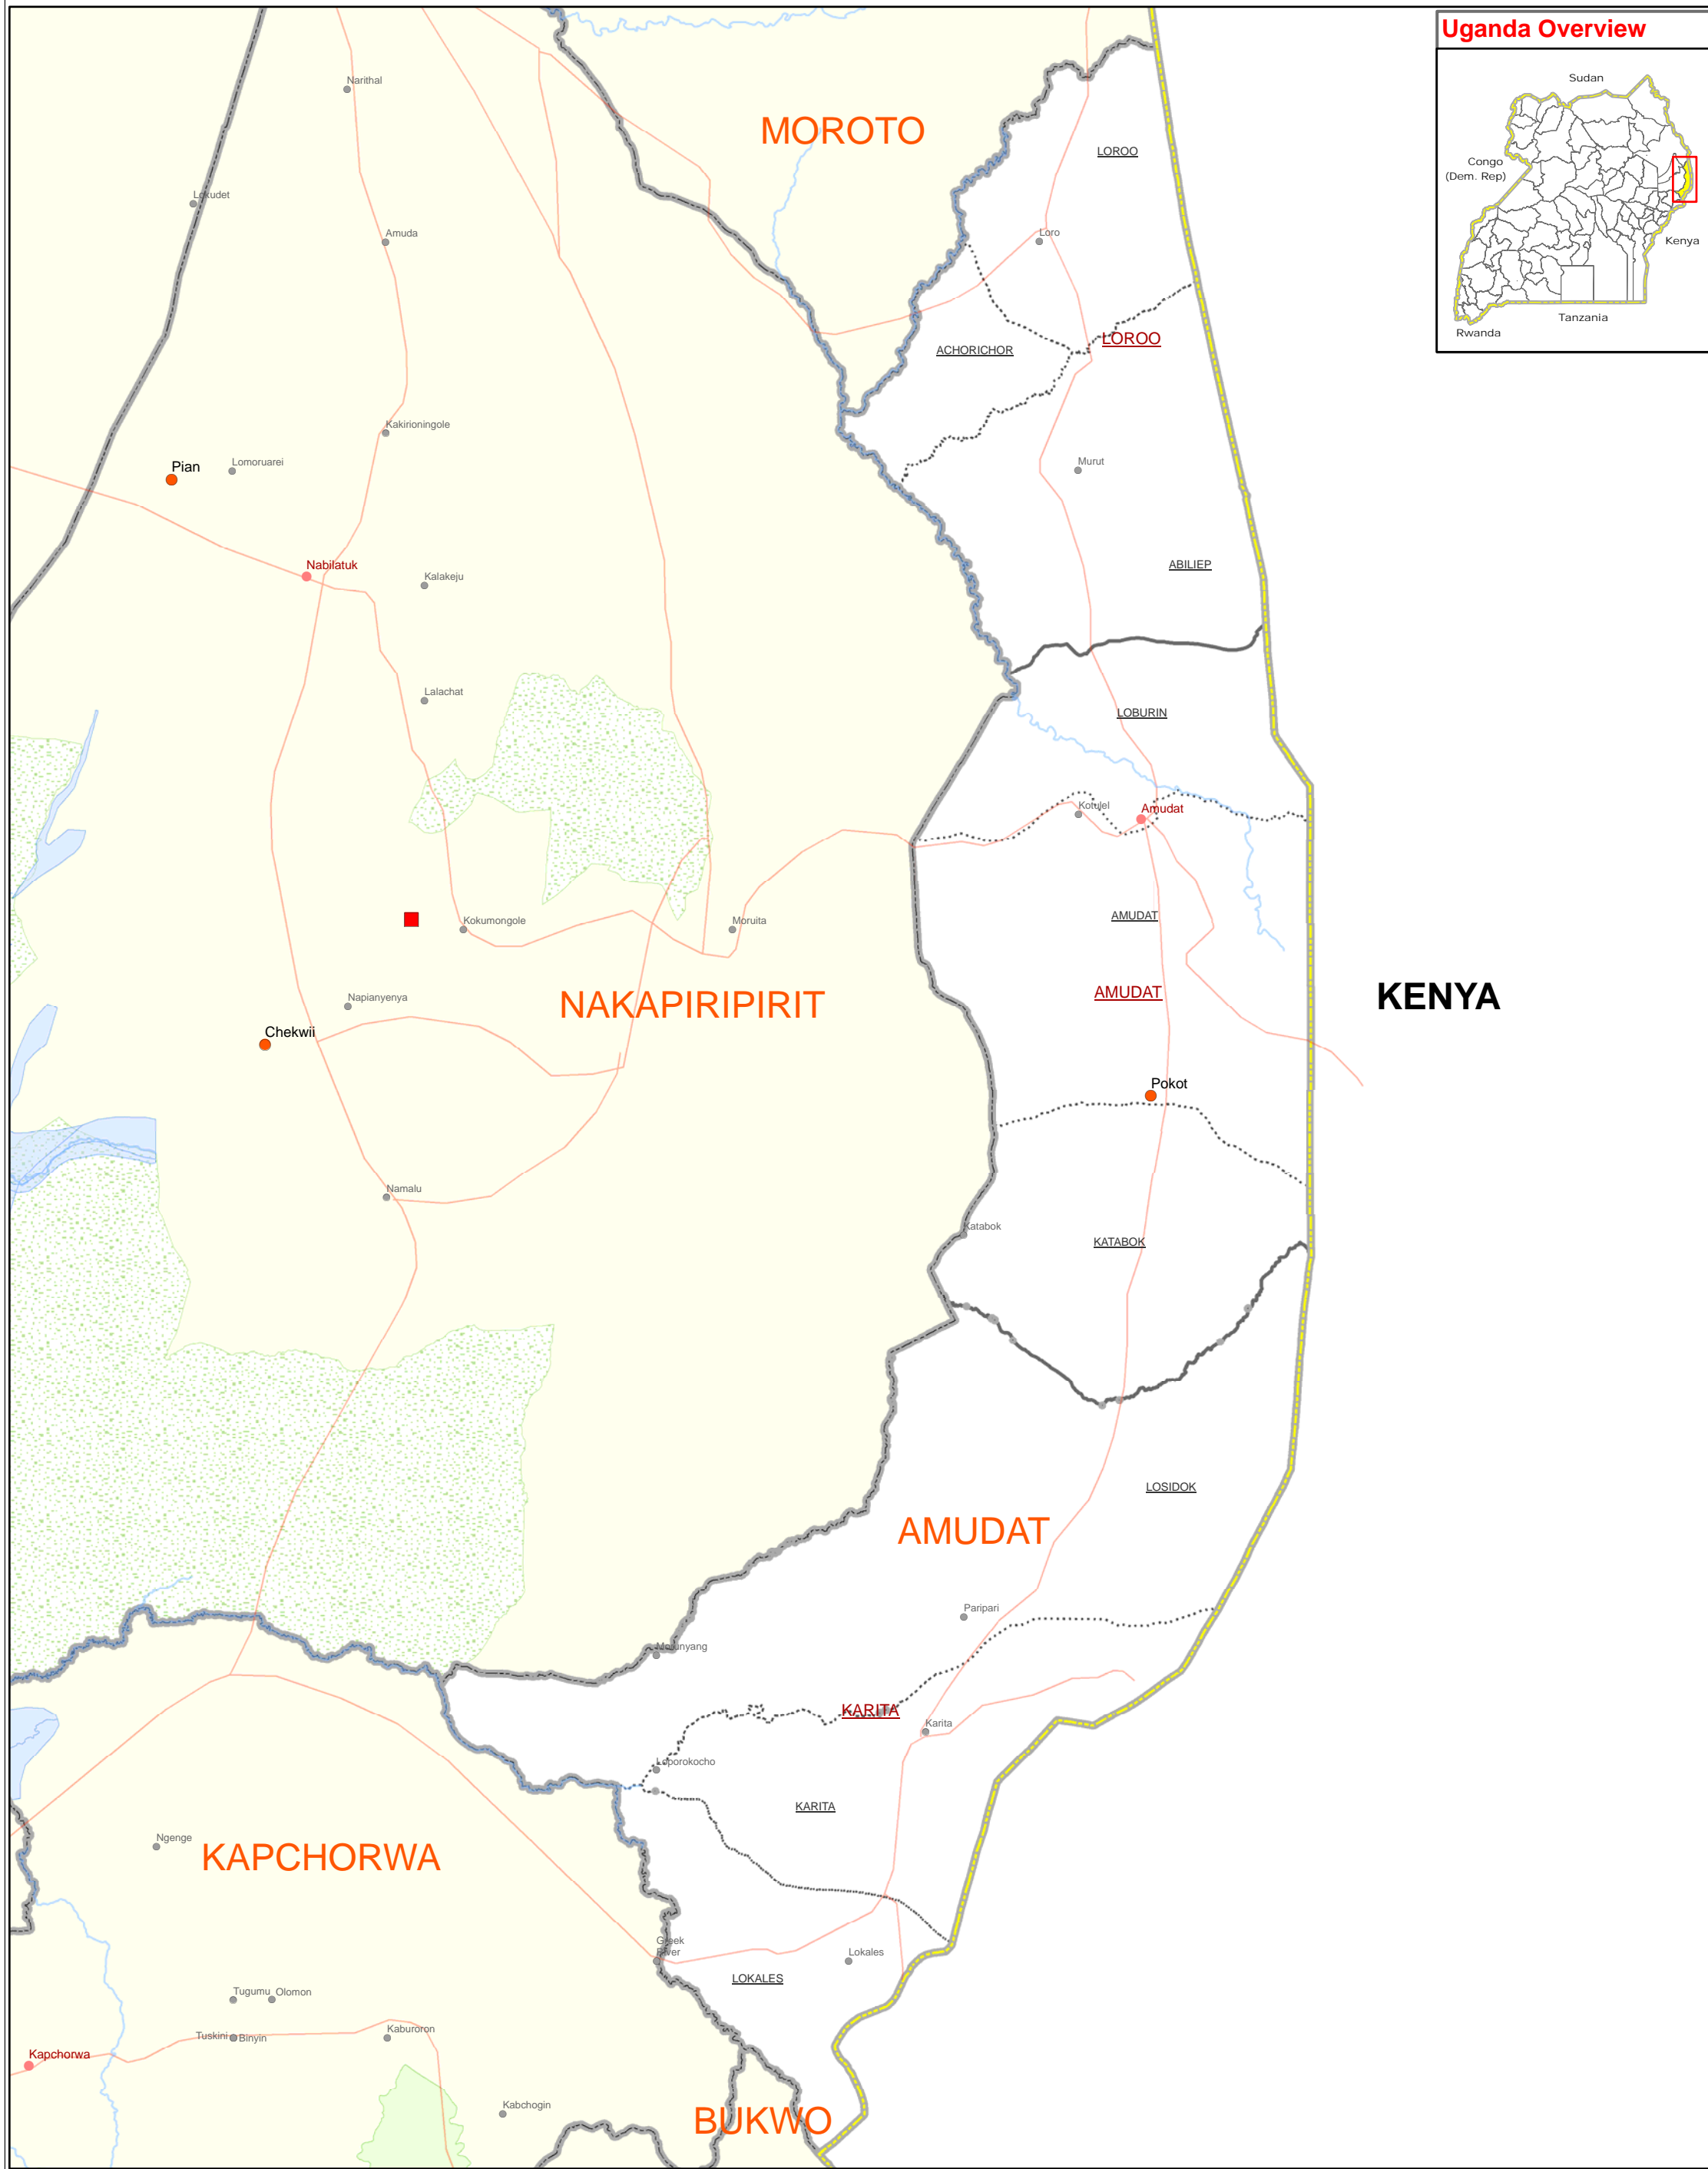 Uganda Overview
Sudan
Congo
(Dem. Rep)
Kenya
Tanzania
Rwanda
Narithal
MOROTO
LOROO
Lokudet
Amuda
Loro
LOROO
ACHORICHOR
Kakirioningole
Pian
Lomoruarei
Murut
Nabilatuk
Kalakeju
ABILIEP
Lalachat
LOBURIN
Kotulel
Amudat
Kokumongole
Moruita
AMUDAT
Napianyenya
NAKAPIRIPIRIT
AMUDAT
KENYA
Chekwii
Pokot
Namalu
Katabok
KATABOK
LOSIDOK
AMUDAT
Paripari
Morunyang
KARITA
Karita
Loporokocho
KARITA
Ngenge
KAPCHORWA
Greek
River
Lokales
LOKALES
Tugumu
Olomon
Tuskini
Binyin
Kaburoron
Kapchorwa
Kabchogin
BUKWO